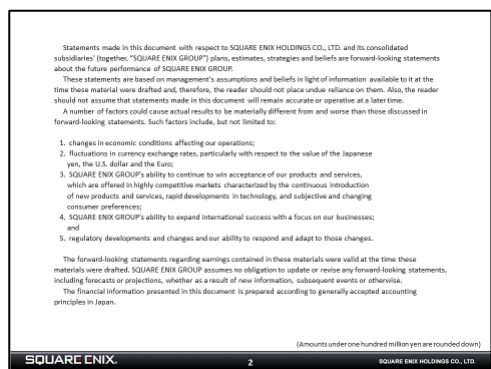 Statements made in this document with respect to SQUARE ENIX HOLDINGS CO., LTD. and its consolidated
subsidiaries' (together, "SQUARE ENIX GROUP") plans, estimates, strategies and beliefs are forward-looking statements
about the future performance of SQUARE ENIX GROUP.
These statements are based on management's assumptions and beliefs in light of information available to it at the
time these material were drafted and, therefore, the reader should not place undue reliance on them. Also, the reader
should not assume that statements made in this document will remain accurate or operative at a later time.
A number of factors could cause actual results to be materially different from and worse than those discussed in
forward-looking statements. Such factors include, but not limited to:
1. changes in economic conditions affecting our operations;
2. fluctuations in currency exchange rates, particularly with respect to the value of the Japanese
yen, the U.S. dollar and the Euro;
3. SQUARE ENIX GROUP's ability to continue to win acceptance of our products and services,
which are offered in highly competitive markets characterized by the continuous introduction
of new products and services, rapid developments in technology, and subjective and changing
consumer preferences;
4. SQUARE ENIX GROUP's ability to expand international success with a focus on our businesses;
and
5. regulatory developments and changes and our ability to respond and adapt to those changes.
The forward-looking statements regarding earnings contained in these materials were valid at the time these
materials were drafted. SQUARE ENIX GROUP assumes no obligation to update or revise any forward-looking statements,
including forecasts or projections, whether as a result of new information, subsequent events or otherwise.
The financial information presented in this document is prepared according to generally accepted accounting
principles in Japan.
(Amounts under one hundred million yen are rounded down)
SQUARE ENIX. 2 SQUARE ENIX HOLDINGS CO., LTD.